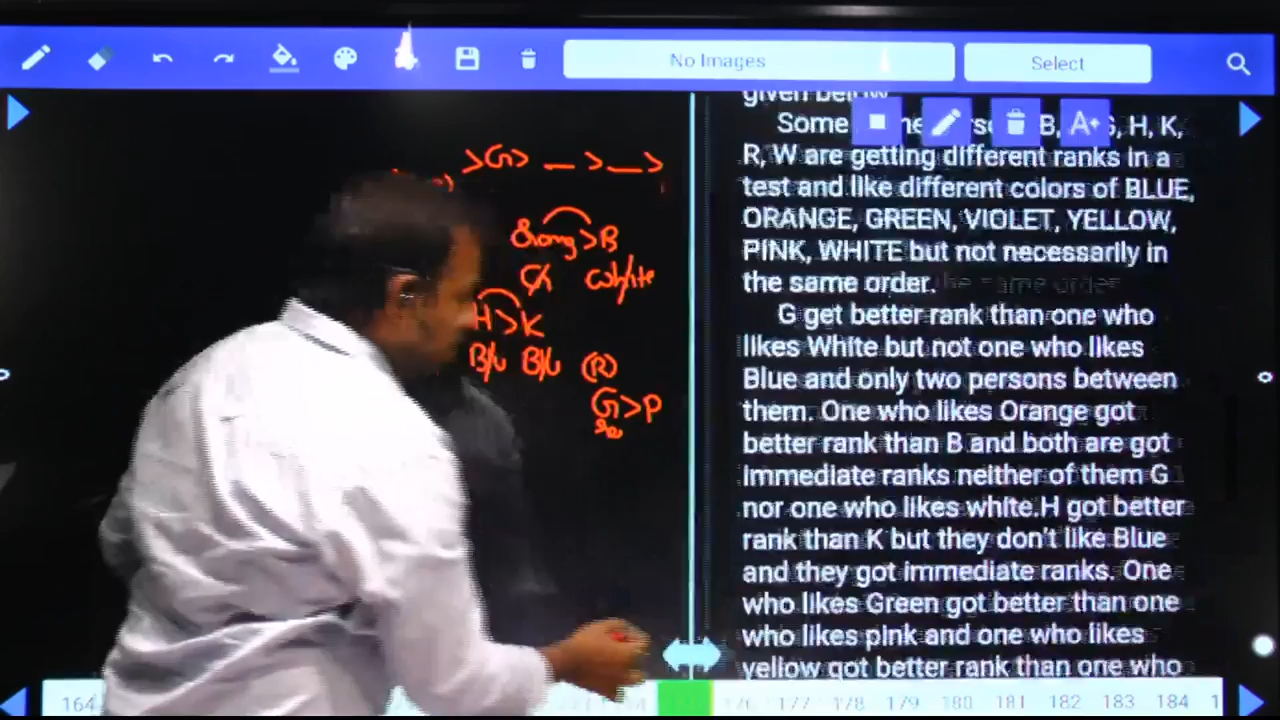 No Images
Select
given below
Some B, G, H, K,
R, W are getting different ranks in a
test and like different colors of BLUE,
ORANGE, GREEN, VIOLET, YELLOW,
PINK, WHITE but not necessarily in
the same order.
G get better rank than one who
likes White but not one who likes
Blue and only two persons between
them. One who likes Orange got
better rank than B and both are got
immediate ranks neither of them G
nor one who likes white.H got better
rank than K but they don't like Blue
and they got immediate ranks. One
who likes Green got better than one
who likes pink and one who likes
yellow got better rank than one who
>G> __ > __ >
orang > B
G white
H > K
B/u B/u (R)
G > P
164
176 177 178 179 180 181 182 183 184 1